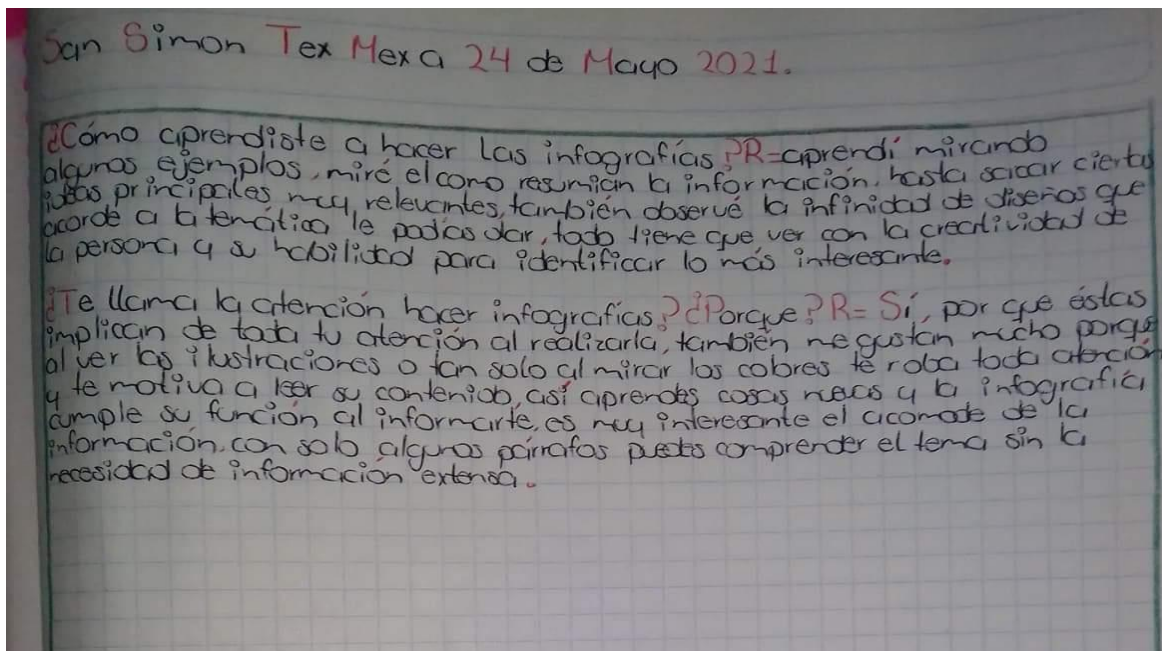 San Simon Tex Mex a 24 de Mayo 2021.
¿Cómo aprendiste a hacer las infografías? R=aprendí mirando
algunos ejemplos, miré el como resumian la información, hasta sacar ciertas
ideas principales muy relevantes, también observé la infinidad de diseños que
acorde a la temática le podías dar, todo tiene que ver con la creatividad de
la persona y su habilidad para identificar lo más interesante.
¿Te llama la atención hacer infografías? ¿Porque? R= Sí, por que éstas
implican de toda tu atención al realizarla, también me gustan mucho porque
al ver las ilustraciones o tan solo al mirar los colores te roba toda atención
y te motiva a leer su contenido, así aprendes cosas nuevas y la infografía
cumple su función al informarte, es muy interesante el acomode de la
información, con solo algunos párrafos puedes comprender el tema sin la
necesidad de información extensa.